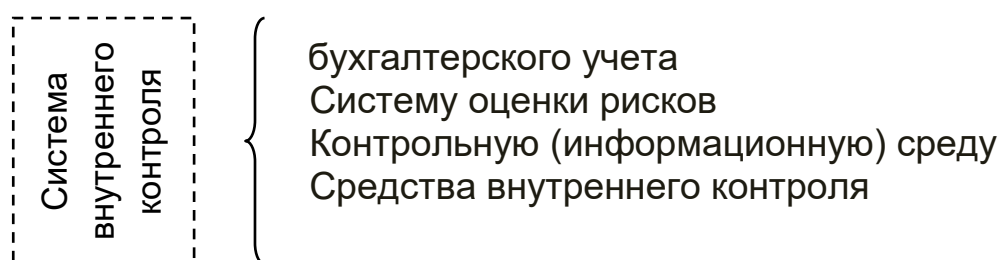 Система
внутреннего
контроля
бухгалтерского учета
Систему оценки рисков
Контрольную (информационную) среду
Средства внутреннего контроля